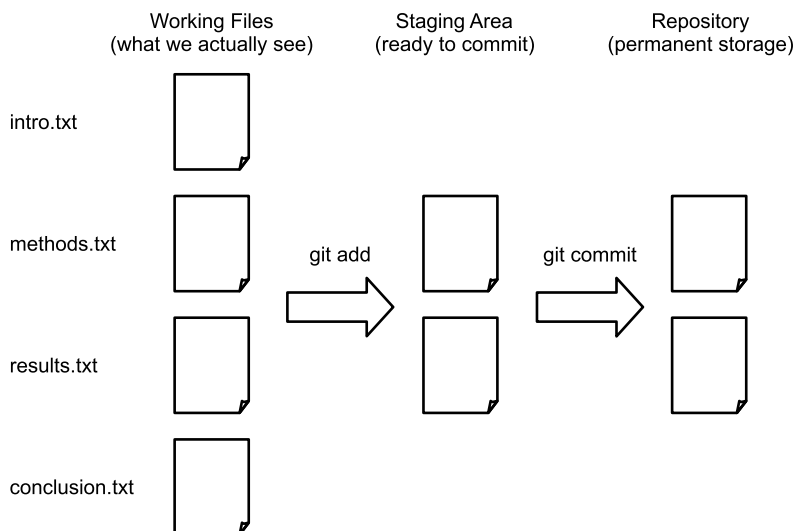 Working Files
(what we actually see)
Staging Area
(ready to commit)
Repository
(permanent storage)
intro.txt
methods.txt
git add
git commit
results.txt
conclusion.txt